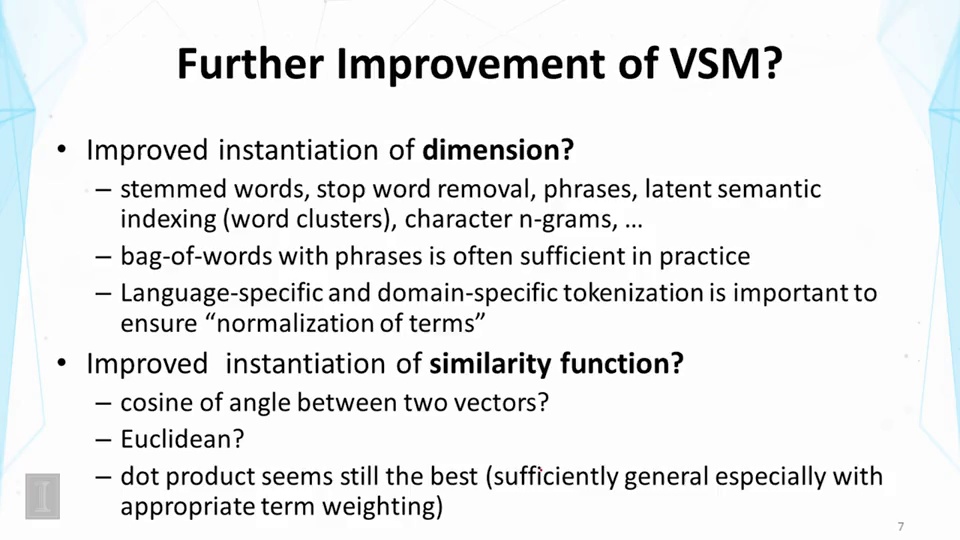 Further Improvement of VSM?
• Improved instantiation of dimension?
– stemmed words, stop word removal, phrases, latent semantic
indexing (word clusters), character n-grams, …
– bag-of-words with phrases is often sufficient in practice
– Language-specific and domain-specific tokenization is important to
ensure “normalization of terms”
• Improved instantiation of similarity function?
– cosine of angle between two vectors?
– Euclidean?
– dot product seems still the best (sufficiently general especially with
appropriate term weighting)
I
7